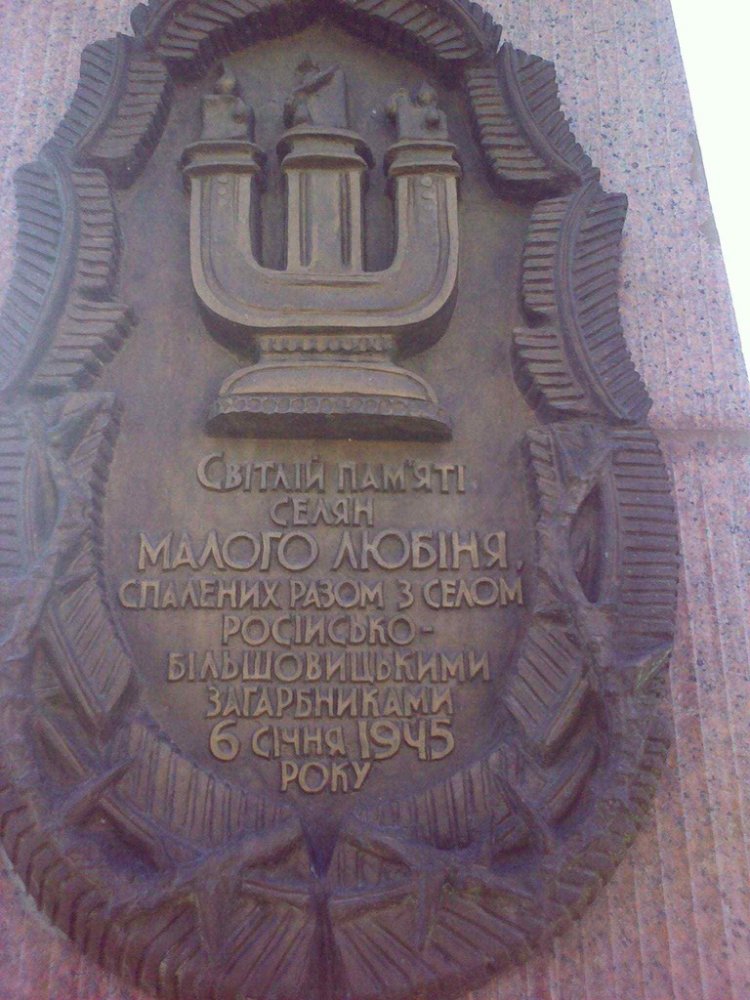 Світлій пам'яті
селян
Малого Любіня,
спалених разом з селом
російсько-
більшовицькими
загарбниками
6 січня 1945
року